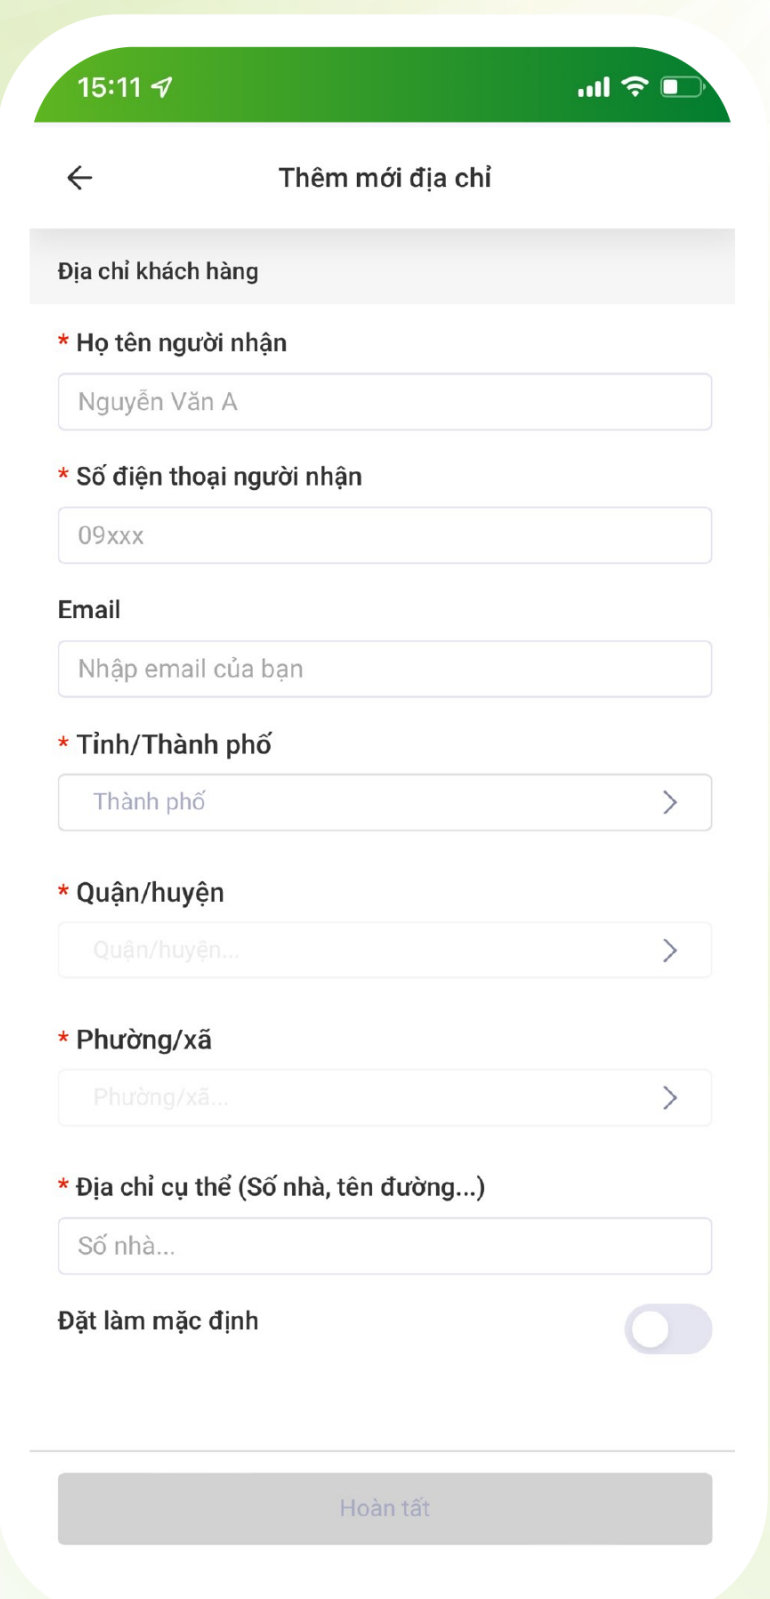 15:11
Thêm mới địa chỉ
Địa chỉ khách hàng
* Họ tên người nhận
Nguyễn Văn A
* Số điện thoại người nhận
09xxx
Email
Nhập email của bạn
* Tỉnh/Thành phố
Thành phố
* Quận/huyện
Quận/huyện...
* Phường/xã
Phường/xã...
* Địa chỉ cụ thể (Số nhà, tên đường...)
Số nhà...
Đặt làm mặc định
Hoàn tất